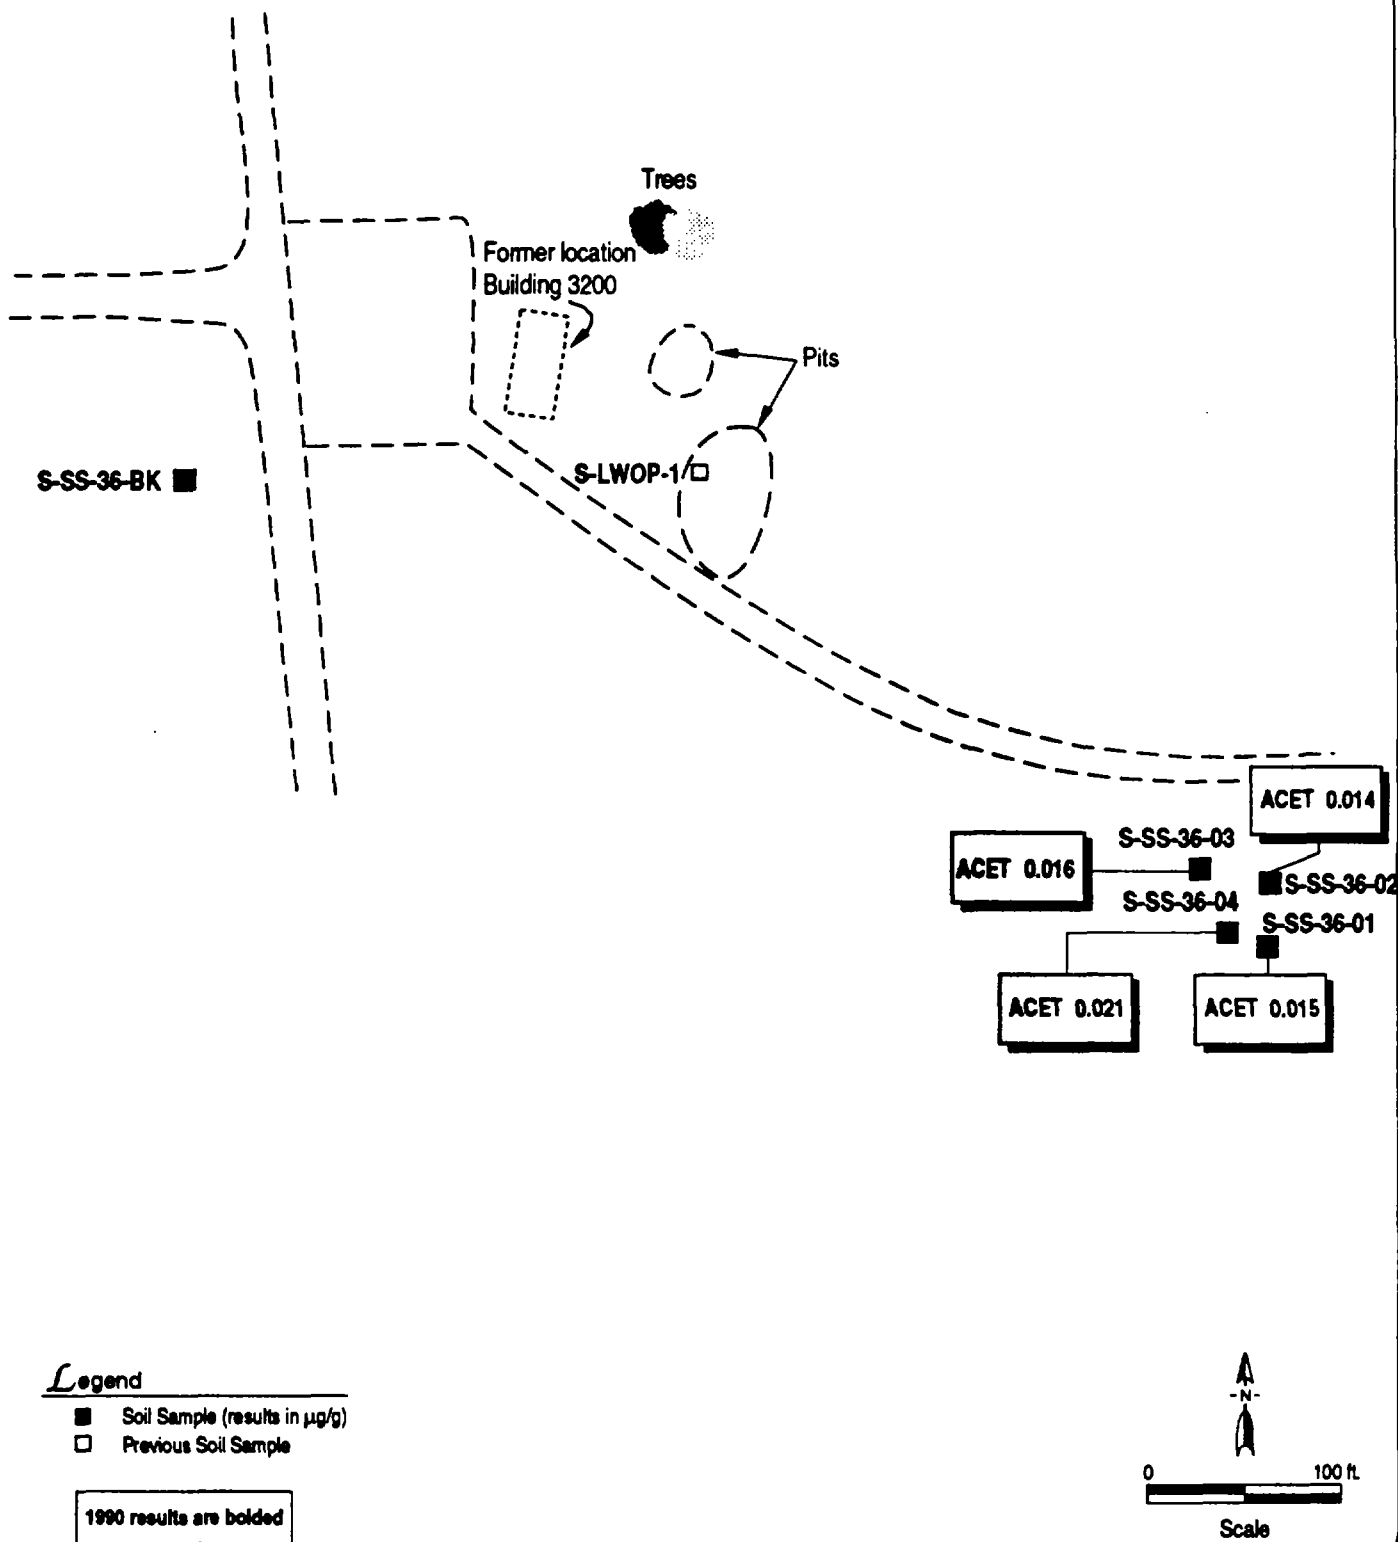 Trees
Former location
Building 3200
Pits
S-SS-36-BK
S-LWOP-1
ACET 0.014
S-SS-36-03
ACET 0.016
S-SS-36-02
S-SS-36-04
S-SS-36-01
ACET 0.021
ACET 0.015
Legend
Soil Sample (results in µg/g)
Previous Soil Sample
1990 results are bolded
-N-
0 100 ft.
Scale